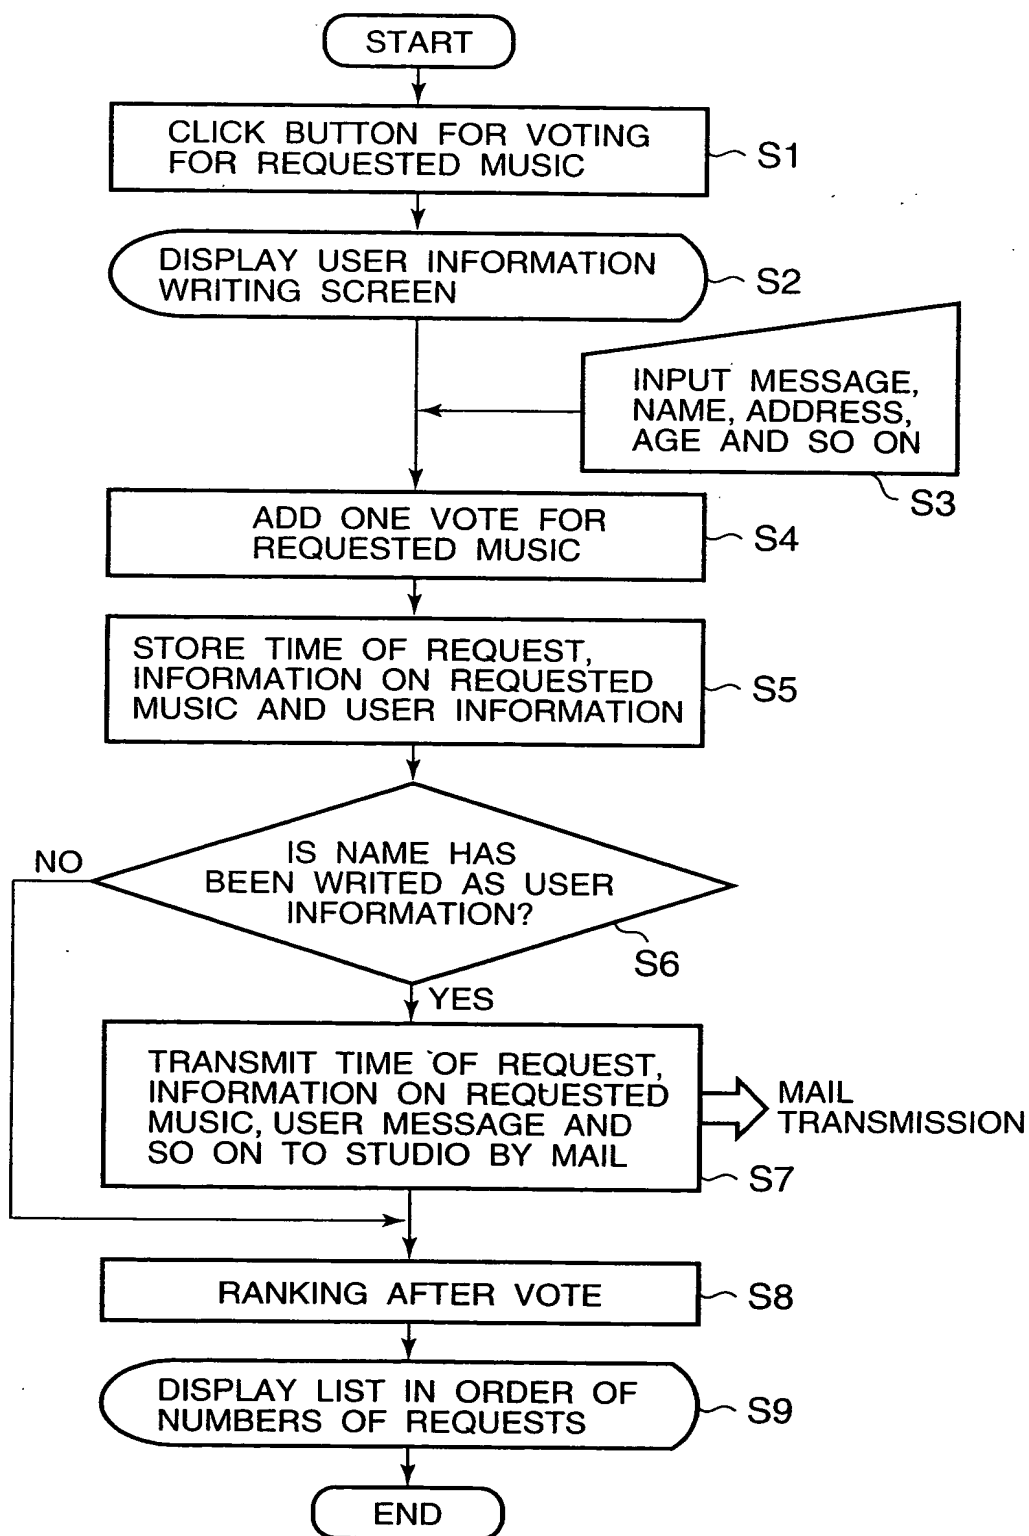 START
CLICK BUTTON FOR VOTING
FOR REQUESTED MUSIC
S1
DISPLAY USER INFORMATION
WRITING SCREEN
S2
INPUT MESSAGE,
NAME, ADDRESS,
AGE AND SO ON
S3
ADD ONE VOTE FOR
REQUESTED MUSIC
S4
STORE TIME OF REQUEST,
INFORMATION ON REQUESTED
MUSIC AND USER INFORMATION
S5
NO
IS NAME HAS
BEEN WRITED AS USER
INFORMATION?
S6
YES
TRANSMIT TIME OF REQUEST,
INFORMATION ON REQUESTED
MUSIC, USER MESSAGE AND
SO ON TO STUDIO BY MAIL
S7
MAIL
TRANSMISSION
RANKING AFTER VOTE
S8
DISPLAY LIST IN ORDER OF
NUMBERS OF REQUESTS
S9
END